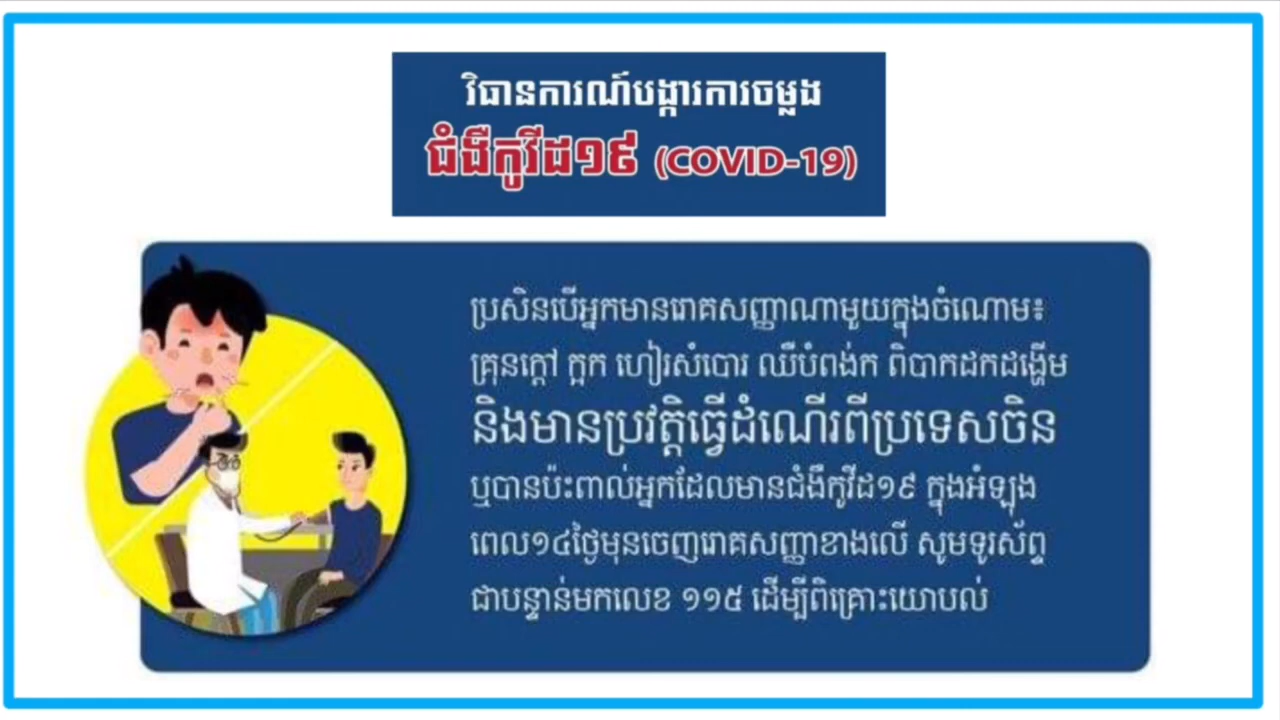 វិធានការណ៍បង្ការការចម្លង
ជំងឺកូវីដ១៩ (COVID-19)
ប្រសិនបើអ្នកមានរោគសញ្ញាណាមួយក្នុងចំណោម៖
គ្រុនក្តៅ ក្អក ហៀរសំបោរ ឈឺបំពង់ក ពិបាកដកដង្ហើម
និងមានប្រវត្តិធ្វើដំណើរពីប្រទេសចិន
ឬបានប៉ះពាល់អ្នកដែលមានជំងឺកូវីដ១៩ ក្នុងអំឡុង
ពេល១៤ថ្ងៃមុនចេញរោគសញ្ញាខាងលើ សូមទូរស័ព្ទ
ជាបន្ទាន់មកលេខ ១១៥ ដើម្បីពិគ្រោះយោបល់